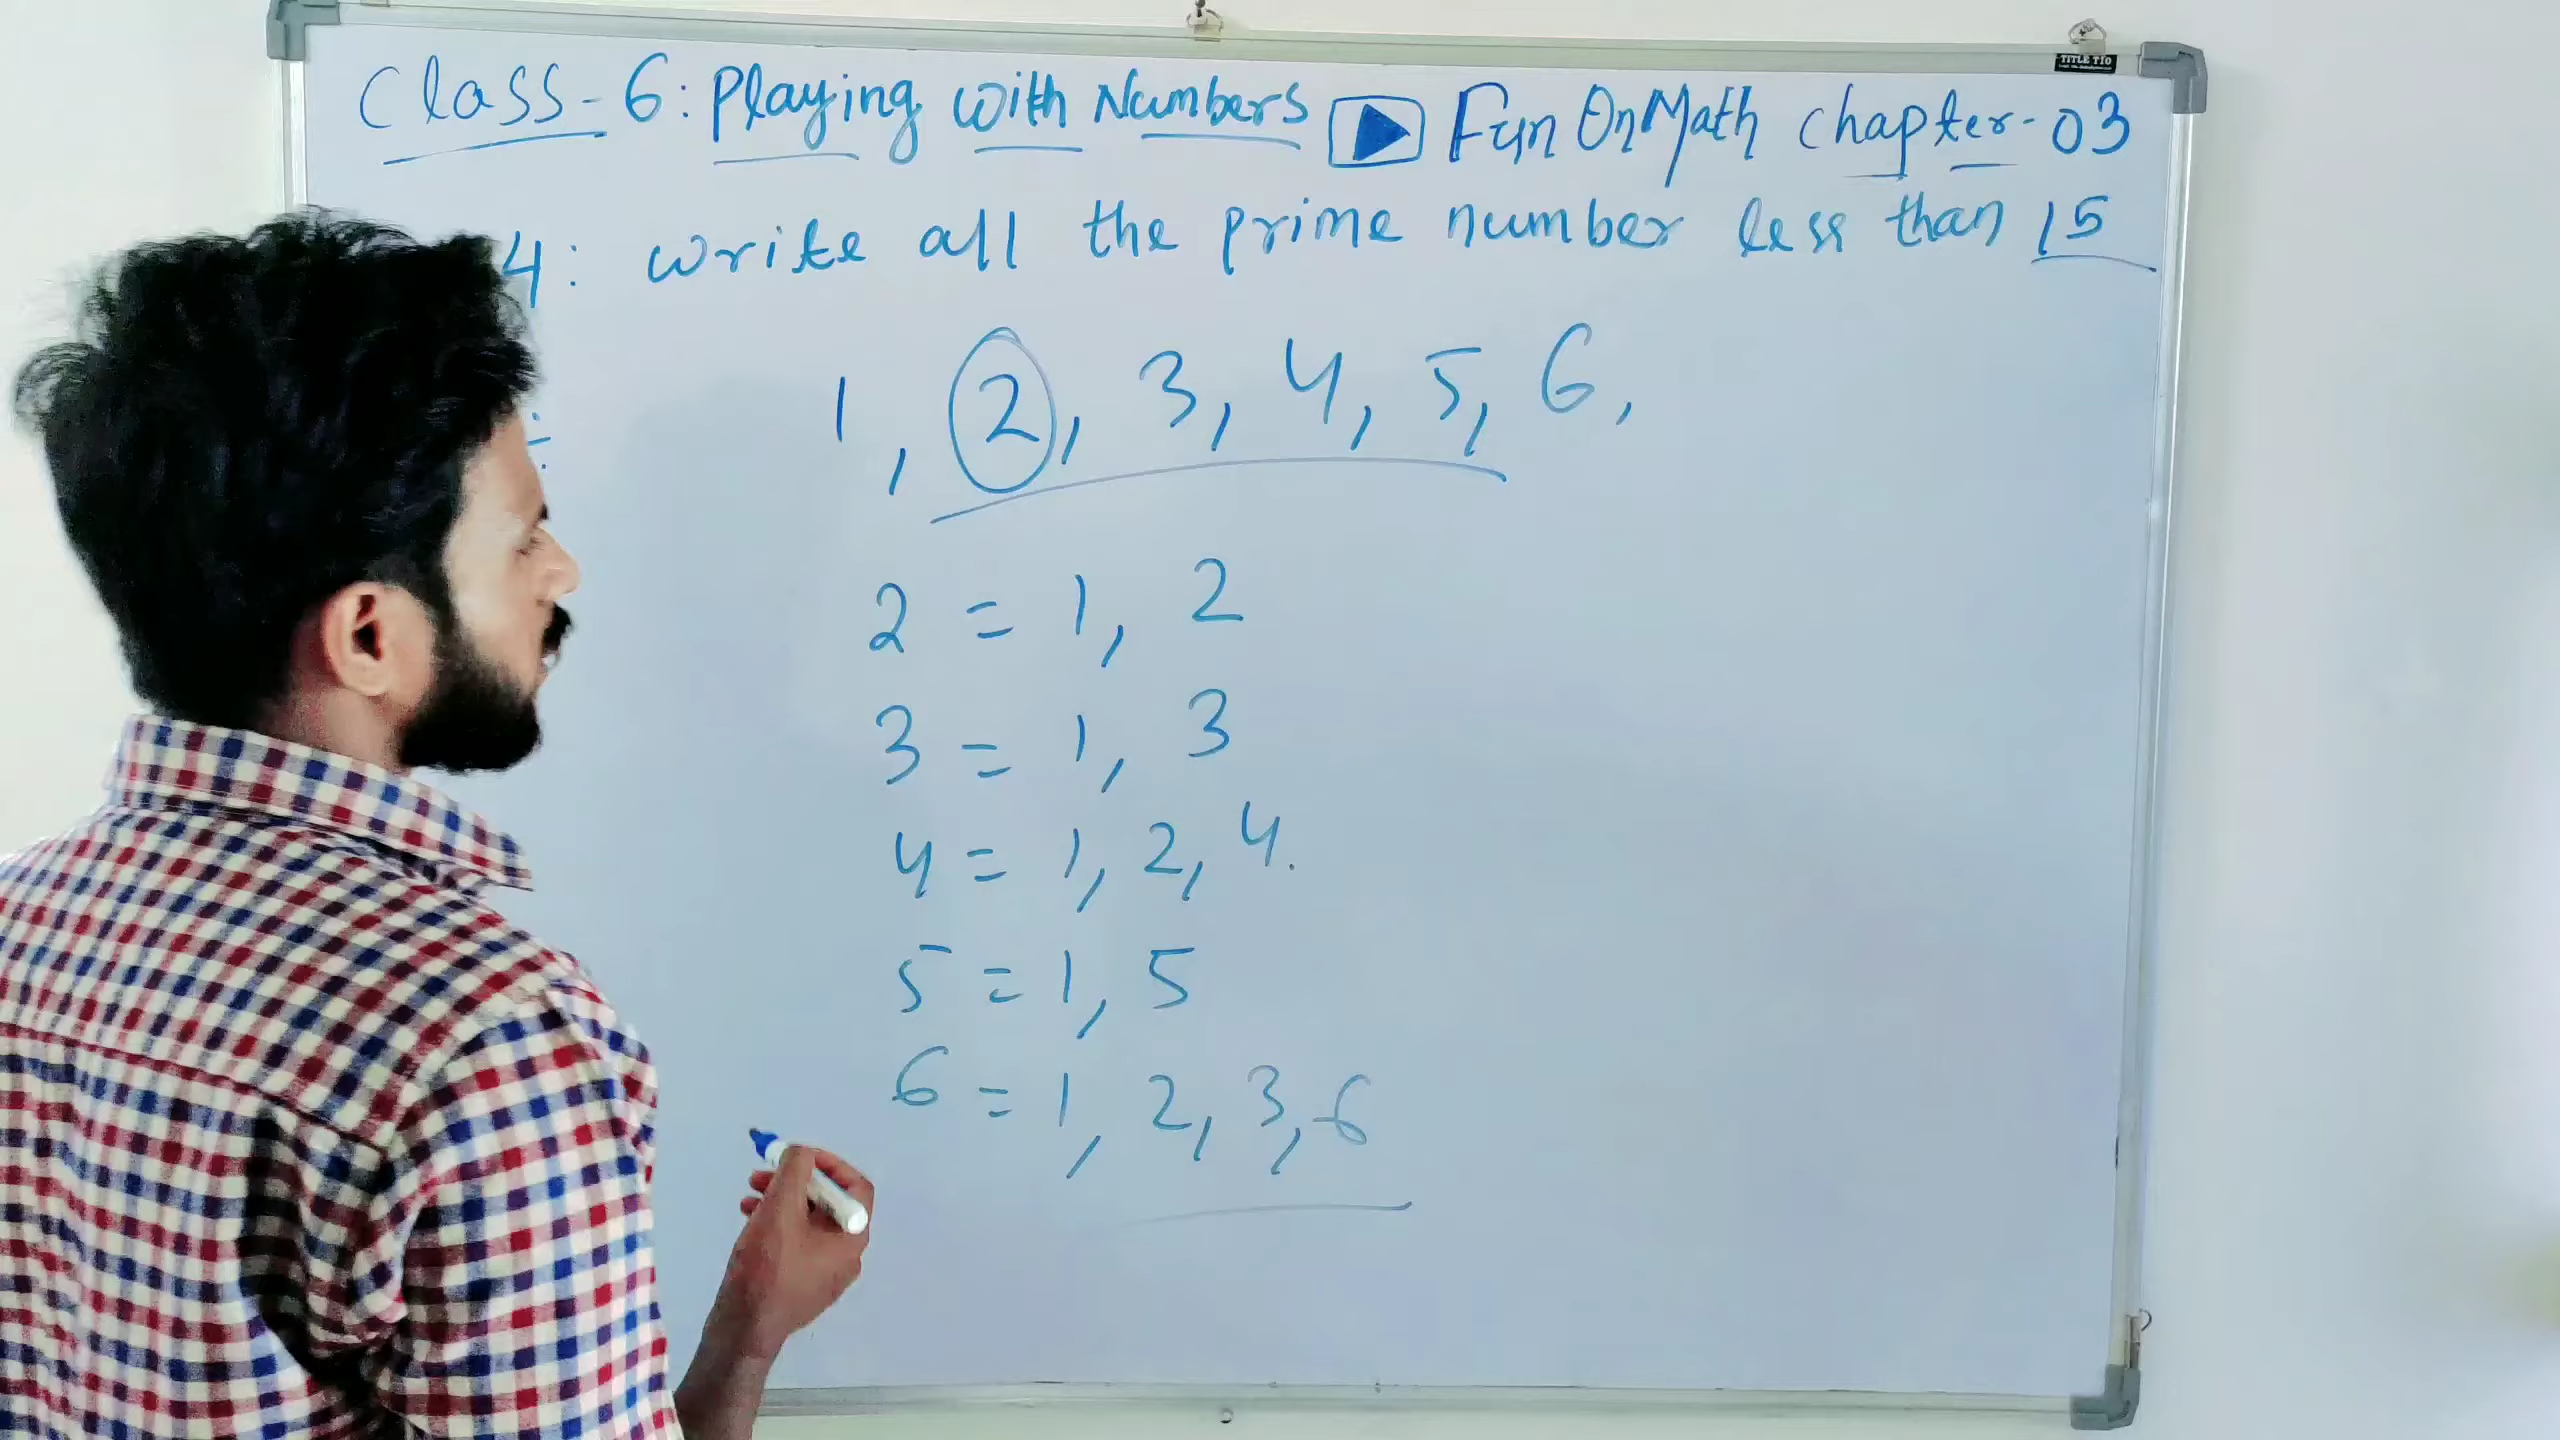 Class-6: Playing with Numbers Fun On Math Chapter-03
4: write all the prime number less than 15
1, 2, 3, 4, 5, 6,
2 = 1, 2
3 = 1, 3
4 = 1, 2, 4.
5 = 1, 5
6 = 1, 2, 3, 6
TITLE T10